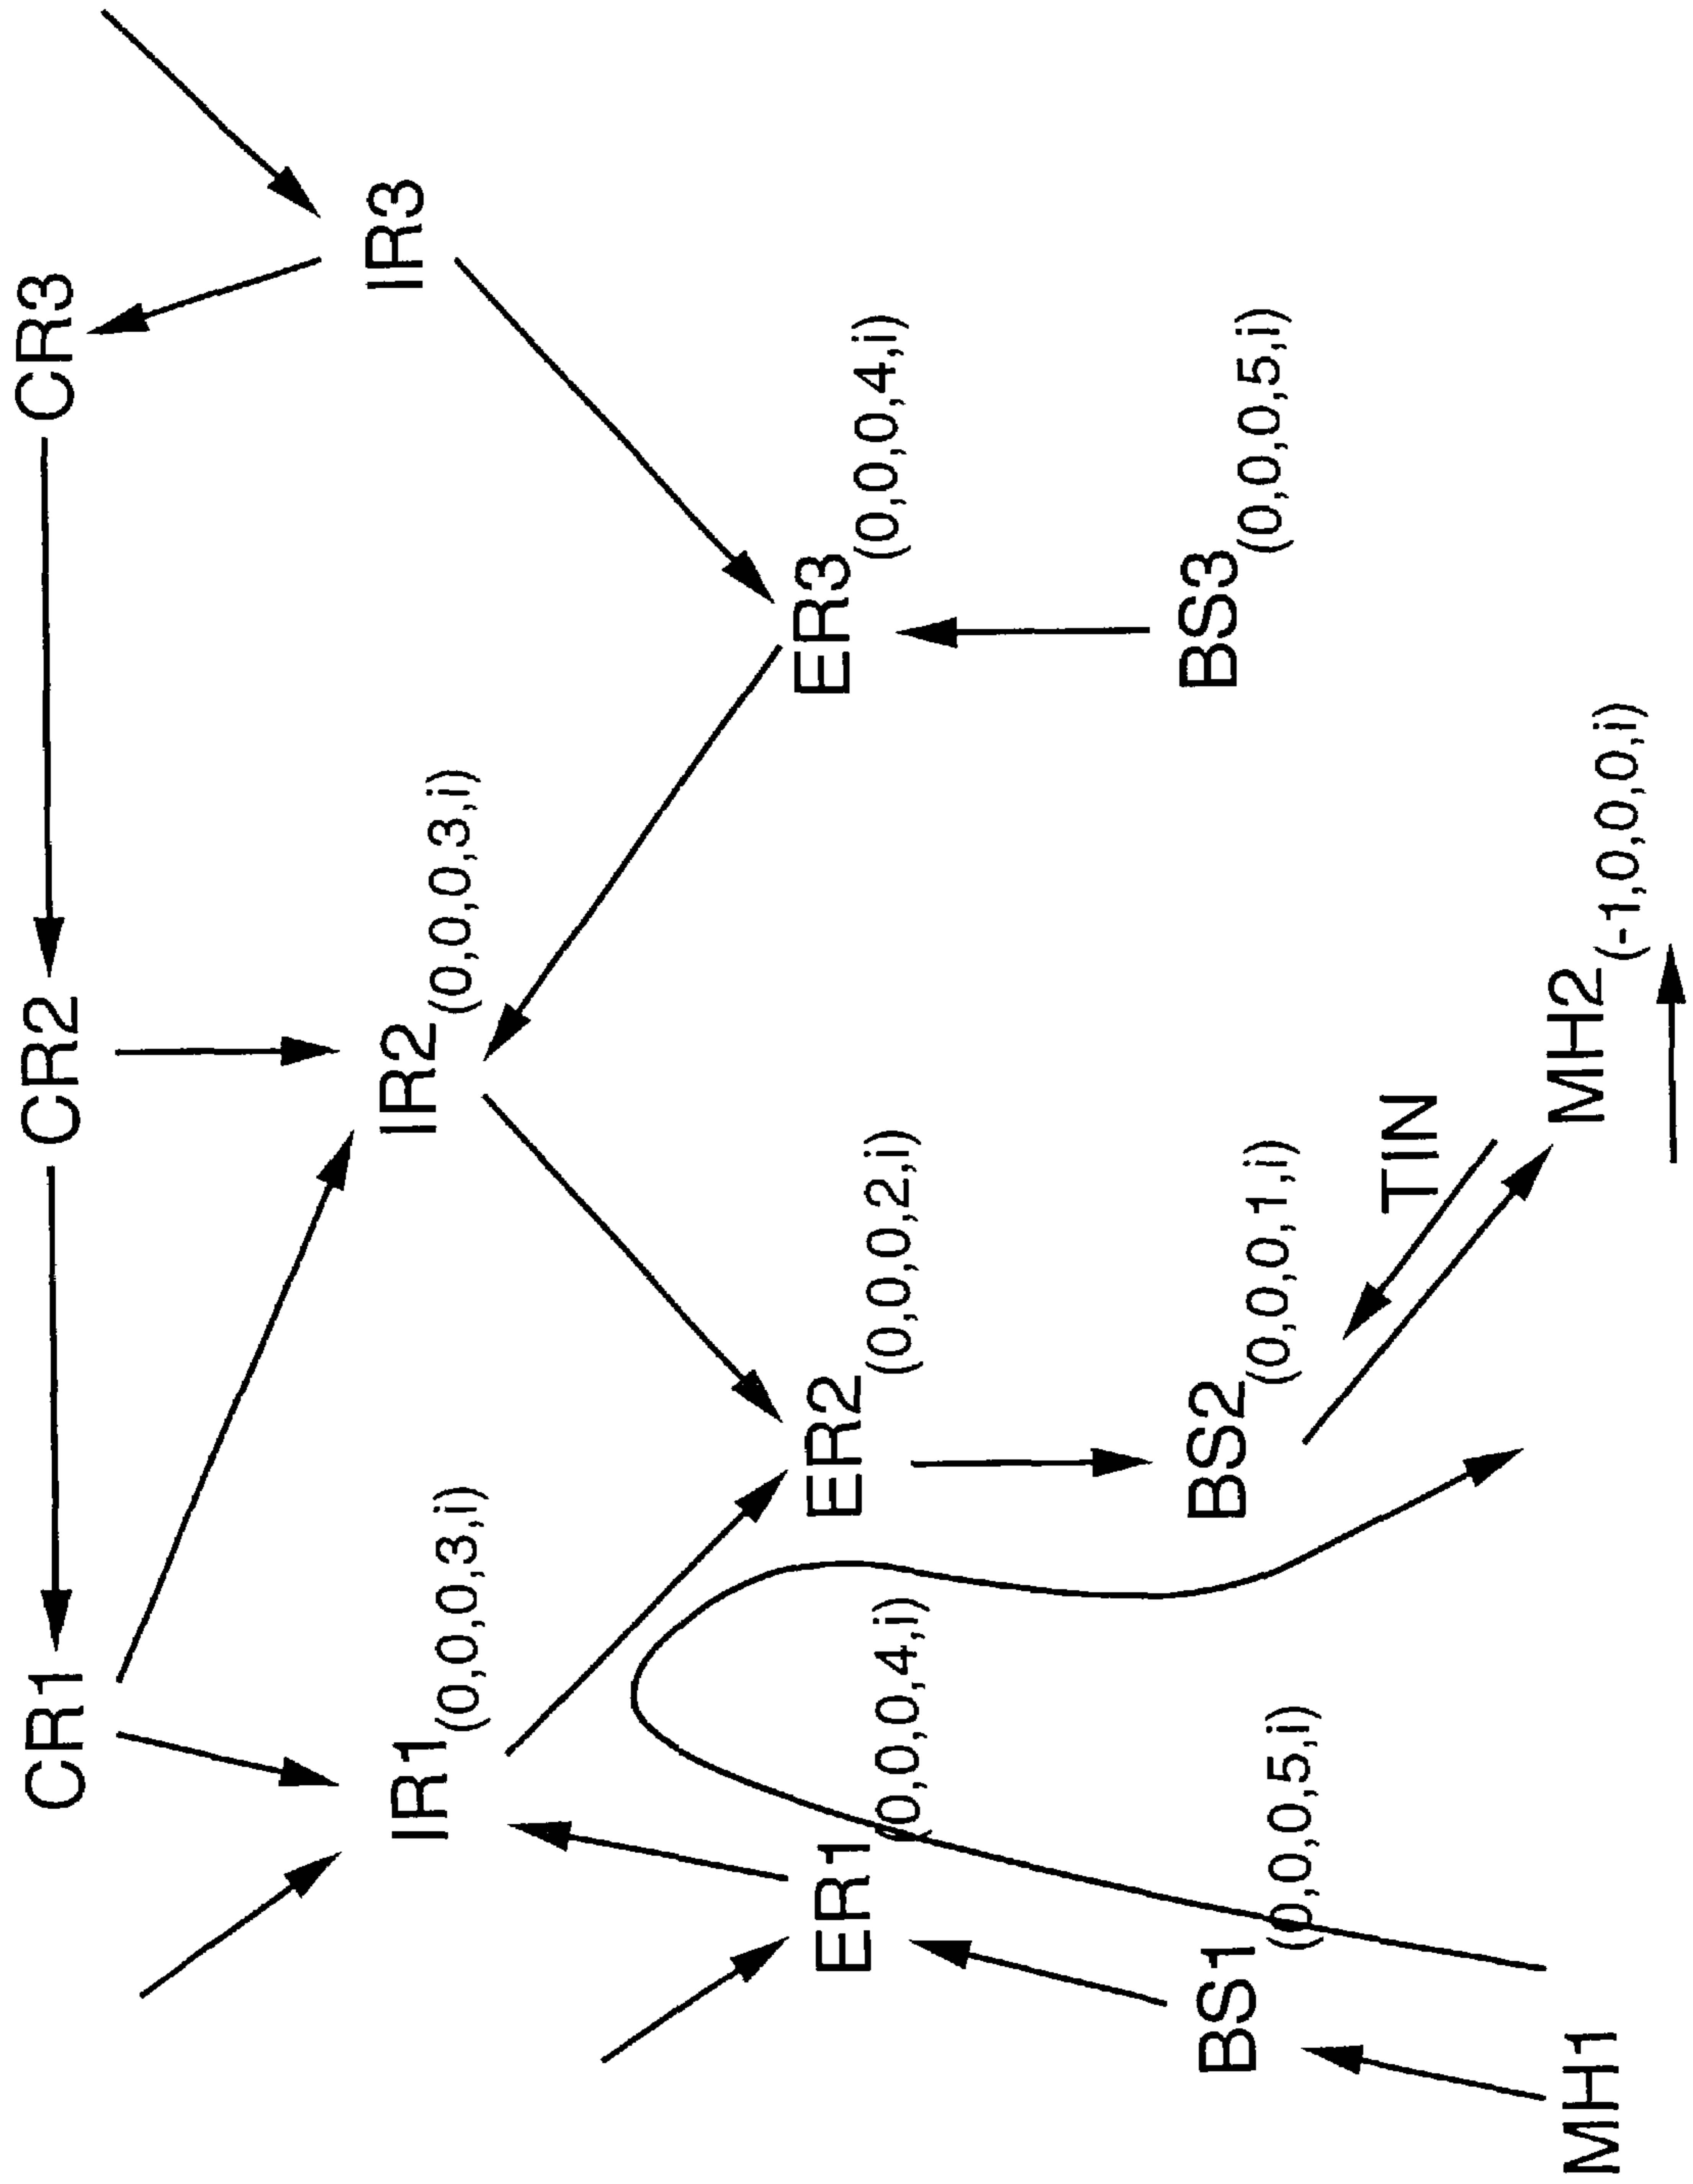 CR1
CR2
CR3
IR1(0,0,0,3,i)
IR2(0,0,0,3,i)
IR3
ER1(0,0,0,4,i)
ER2(0,0,0,2,i)
ER3(0,0,0,4,i)
BS1(0,0,0,5,i)
BS2(0,0,0,1,i)
BS3(0,0,0,5,i)
TIN
MH1
MH2(-1,0,0,0,i)